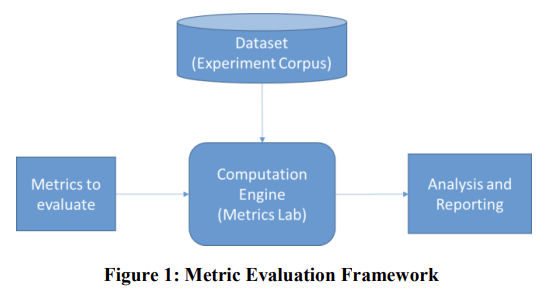 Dataset
(Experiment Corpus)
Metrics to
evaluate
Computation
Engine
(Metrics Lab)
Analysis and
Reporting
Figure 1: Metric Evaluation Framework